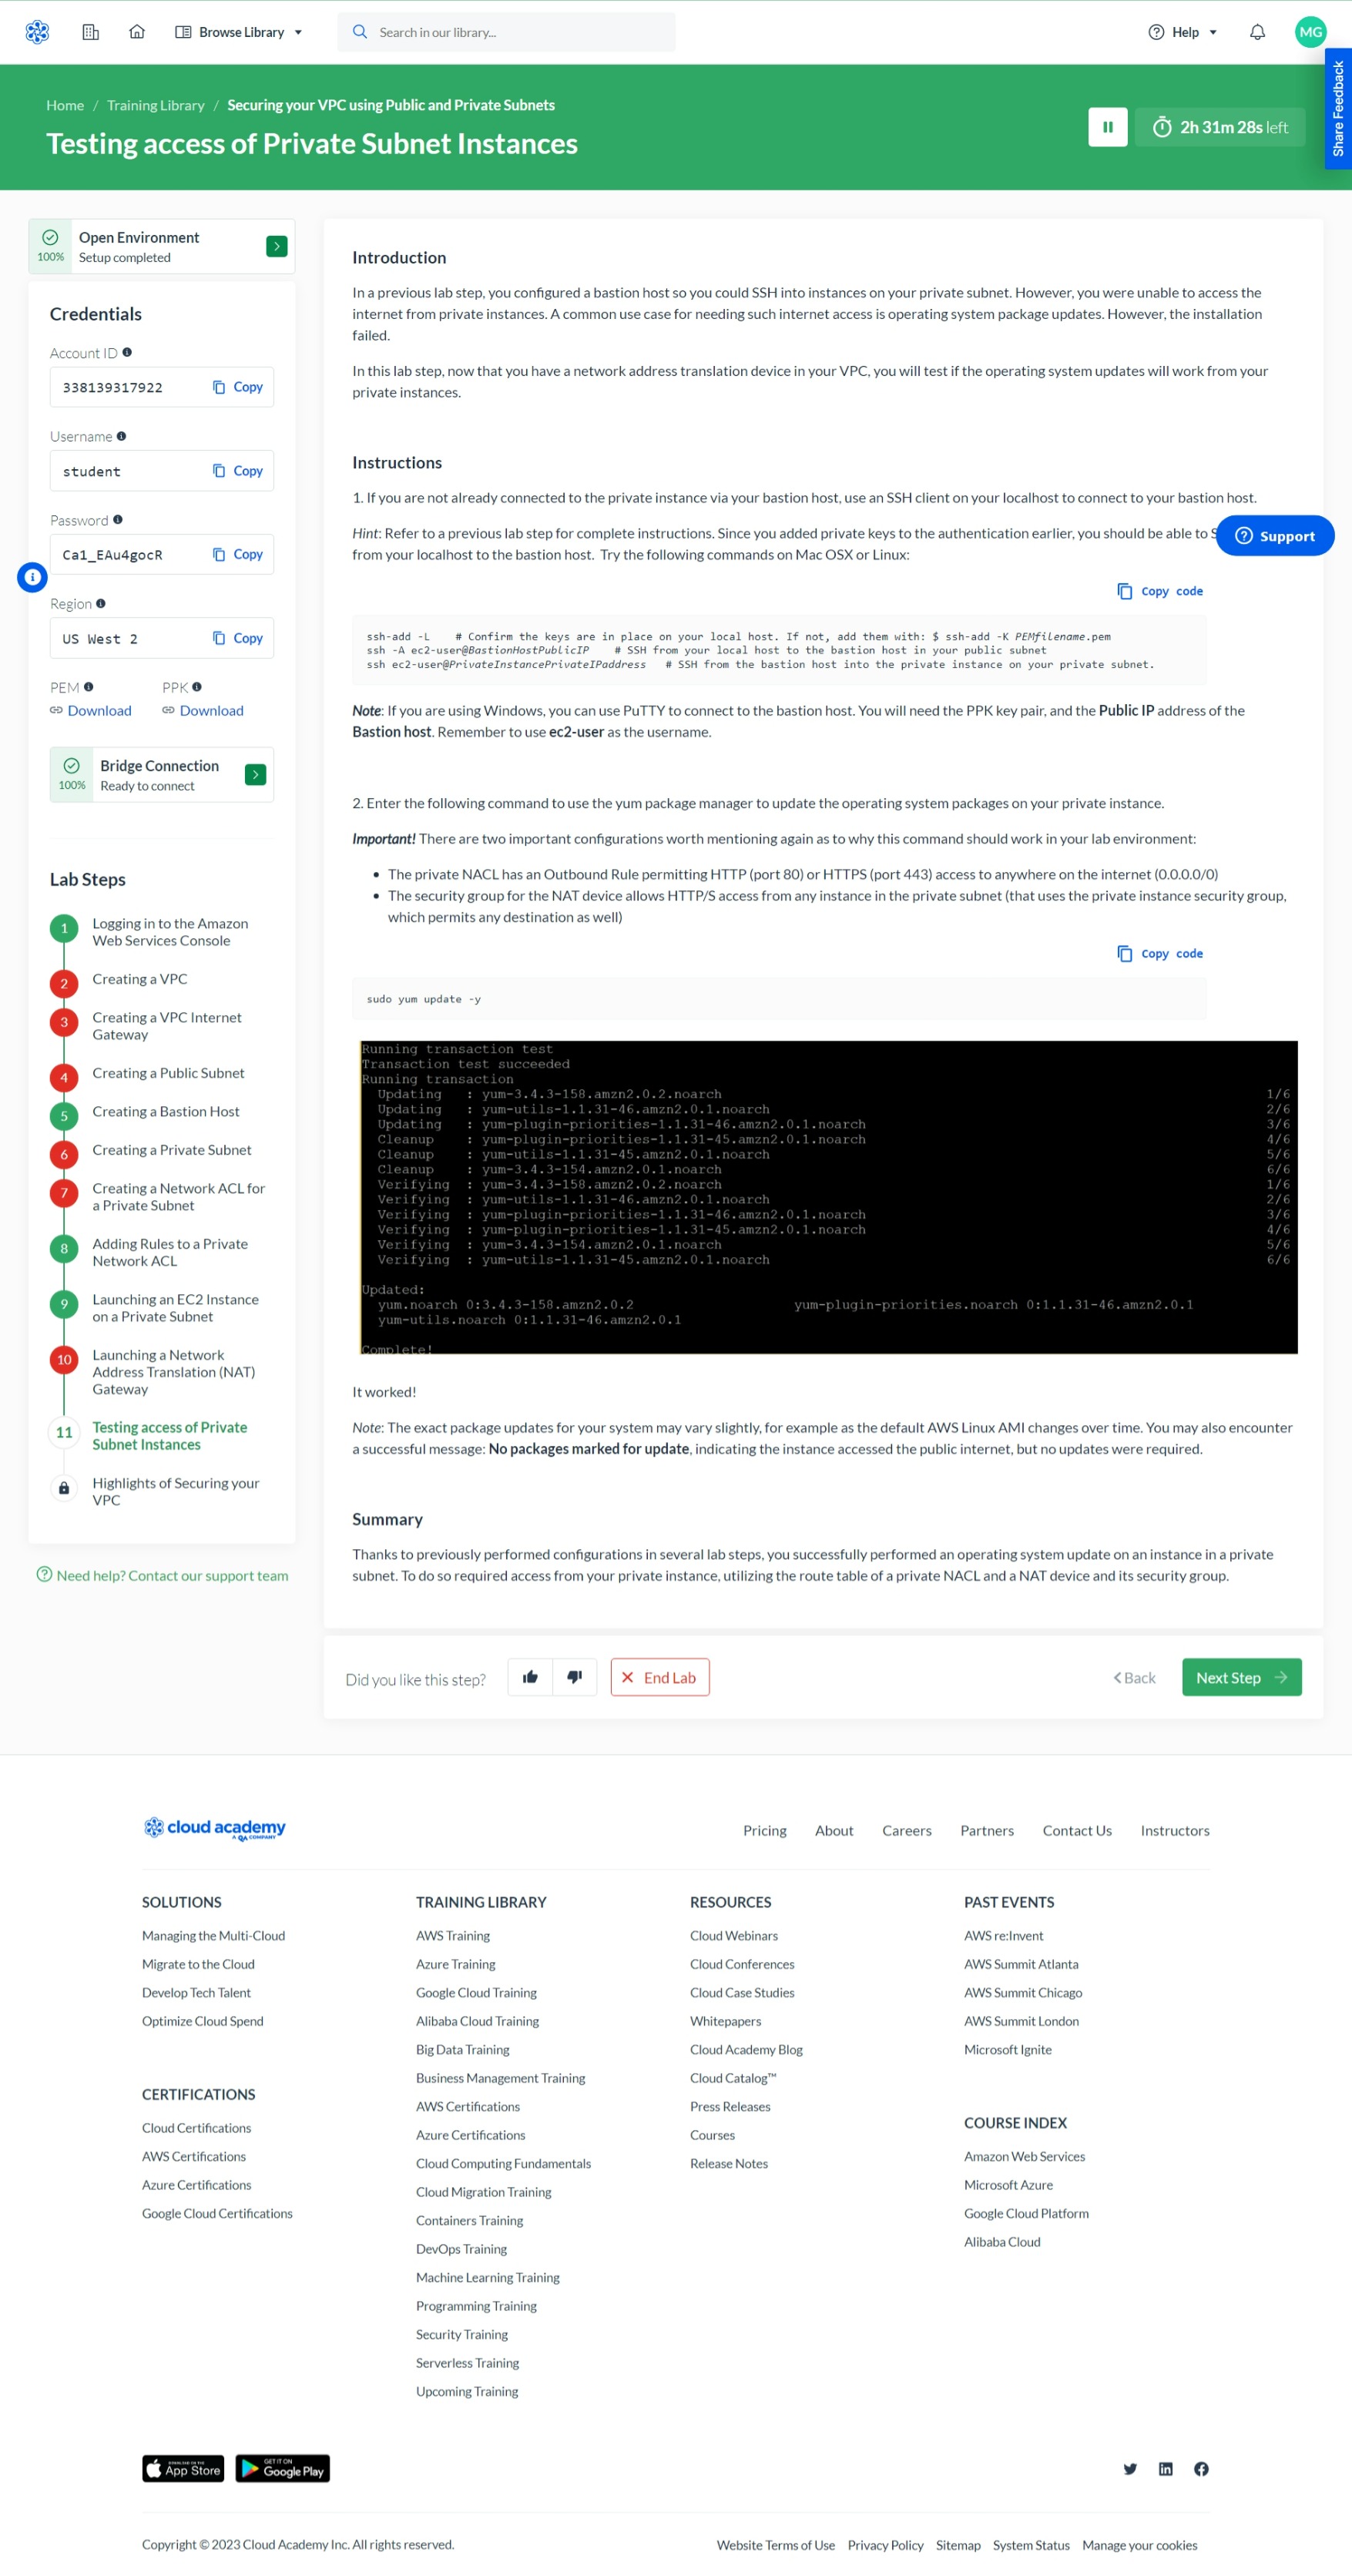 Browse Library
Search in our library...
Help
MG
Share Feedback
Home / Training Library / Securing your VPC using Public and Private Subnets
Testing access of Private Subnet Instances
2h 31m 28s left
Open Environment
100%
Setup completed
Credentials
Account ID
338139317922 Copy
Username
student Copy
Password
Ca1_EAu4gocR Copy
Region
US West 2 Copy
PEM PPK
Download Download
Bridge Connection
100%
Ready to connect
Lab Steps
1 Logging in to the Amazon
Web Services Console
2 Creating a VPC
3 Creating a VPC Internet
Gateway
4 Creating a Public Subnet
5 Creating a Bastion Host
6 Creating a Private Subnet
7 Creating a Network ACL for
a Private Subnet
8 Adding Rules to a Private
Network ACL
9 Launching an EC2 Instance
on a Private Subnet
10 Launching a Network
Address Translation (NAT)
Gateway
11 Testing access of Private
Subnet Instances
Highlights of Securing your
VPC
Need help? Contact our support team
Introduction
In a previous lab step, you configured a bastion host so you could SSH into instances on your private subnet. However, you were unable to access the
internet from private instances. A common use case for needing such internet access is operating system package updates. However, the installation
failed.
In this lab step, now that you have a network address translation device in your VPC, you will test if the operating system updates will work from your
private instances.
Instructions
1. If you are not already connected to the private instance via your bastion host, use an SSH client on your localhost to connect to your bastion host.
Hint: Refer to a previous lab step for complete instructions. Since you added private keys to the authentication earlier, you should be able to S
from your localhost to the bastion host. Try the following commands on Mac OSX or Linux:
Support
Copy code
ssh-add -L # Confirm the keys are in place on your local host. If not, add them with: $ ssh-add -K PEMfilename.pem
ssh -A ec2-user@BastionHostPublicIP # SSH from your local host to the bastion host in your public subnet
ssh ec2-user@PrivateInstancePrivateIPaddress # SSH from the bastion host into the private instance on your private subnet.
Note: If you are using Windows, you can use PuTTY to connect to the bastion host. You will need the PPK key pair, and the Public IP address of the
Bastion host. Remember to use ec2-user as the username.
2. Enter the following command to use the yum package manager to update the operating system packages on your private instance.
Important! There are two important configurations worth mentioning again as to why this command should work in your lab environment:
• The private NACL has an Outbound Rule permitting HTTP (port 80) or HTTPS (port 443) access to anywhere on the internet (0.0.0.0/0)
• The security group for the NAT device allows HTTP/S access from any instance in the private subnet (that uses the private instance security group,
which permits any destination as well)
Copy code
sudo yum update -y
Running transaction test
Transaction test succeeded
Running transaction
Updating : yum-3.4.3-158.amzn2.0.2.noarch 1/6
Updating : yum-utils-1.1.31-46.amzn2.0.1.noarch 2/6
Updating : yum-plugin-priorities-1.1.31-46.amzn2.0.1.noarch 3/6
Cleanup : yum-plugin-priorities-1.1.31-45.amzn2.0.1.noarch 4/6
Cleanup : yum-utils-1.1.31-45.amzn2.0.1.noarch 5/6
Cleanup : yum-3.4.3-154.amzn2.0.1.noarch 6/6
Verifying : yum-3.4.3-158.amzn2.0.2.noarch 1/6
Verifying : yum-utils-1.1.31-46.amzn2.0.1.noarch 2/6
Verifying : yum-plugin-priorities-1.1.31-46.amzn2.0.1.noarch 3/6
Verifying : yum-plugin-priorities-1.1.31-45.amzn2.0.1.noarch 4/6
Verifying : yum-3.4.3-154.amzn2.0.1.noarch 5/6
Verifying : yum-utils-1.1.31-45.amzn2.0.1.noarch 6/6
Updated:
yum.noarch 0:3.4.3-158.amzn2.0.2 yum-plugin-priorities.noarch 0:1.1.31-46.amzn2.0.1
yum-utils.noarch 0:1.1.31-46.amzn2.0.1
Complete!
It worked!
Note: The exact package updates for your system may vary slightly, for example as the default AWS Linux AMI changes over time. You may also encounter
a successful message: No packages marked for update, indicating the instance accessed the public internet, but no updates were required.
Summary
Thanks to previously performed configurations in several lab steps, you successfully performed an operating system update on an instance in a private
subnet. To do so required access from your private instance, utilizing the route table of a private NACL and a NAT device and its security group.
Did you like this step?
End Lab
Back
Next Step
cloud academy
A QA COMPANY
Pricing About Careers Partners Contact Us Instructors
SOLUTIONS
Managing the Multi-Cloud
Migrate to the Cloud
Develop Tech Talent
Optimize Cloud Spend
CERTIFICATIONS
Cloud Certifications
AWS Certifications
Azure Certifications
Google Cloud Certifications
TRAINING LIBRARY
AWS Training
Azure Training
Google Cloud Training
Alibaba Cloud Training
Big Data Training
Business Management Training
AWS Certifications
Azure Certifications
Cloud Computing Fundamentals
Cloud Migration Training
Containers Training
DevOps Training
Machine Learning Training
Programming Training
Security Training
Serverless Training
Upcoming Training
RESOURCES
Cloud Webinars
Cloud Conferences
Cloud Case Studies
Whitepapers
Cloud Academy Blog
Cloud Catalog™
Press Releases
Courses
Release Notes
PAST EVENTS
AWS re:Invent
AWS Summit Atlanta
AWS Summit Chicago
AWS Summit London
Microsoft Ignite
COURSE INDEX
Amazon Web Services
Microsoft Azure
Google Cloud Platform
Alibaba Cloud
Download on the
App Store
GET IT ON
Google Play
Copyright © 2023 Cloud Academy Inc. All rights reserved.
Website Terms of Use Privacy Policy Sitemap System Status Manage your cookies